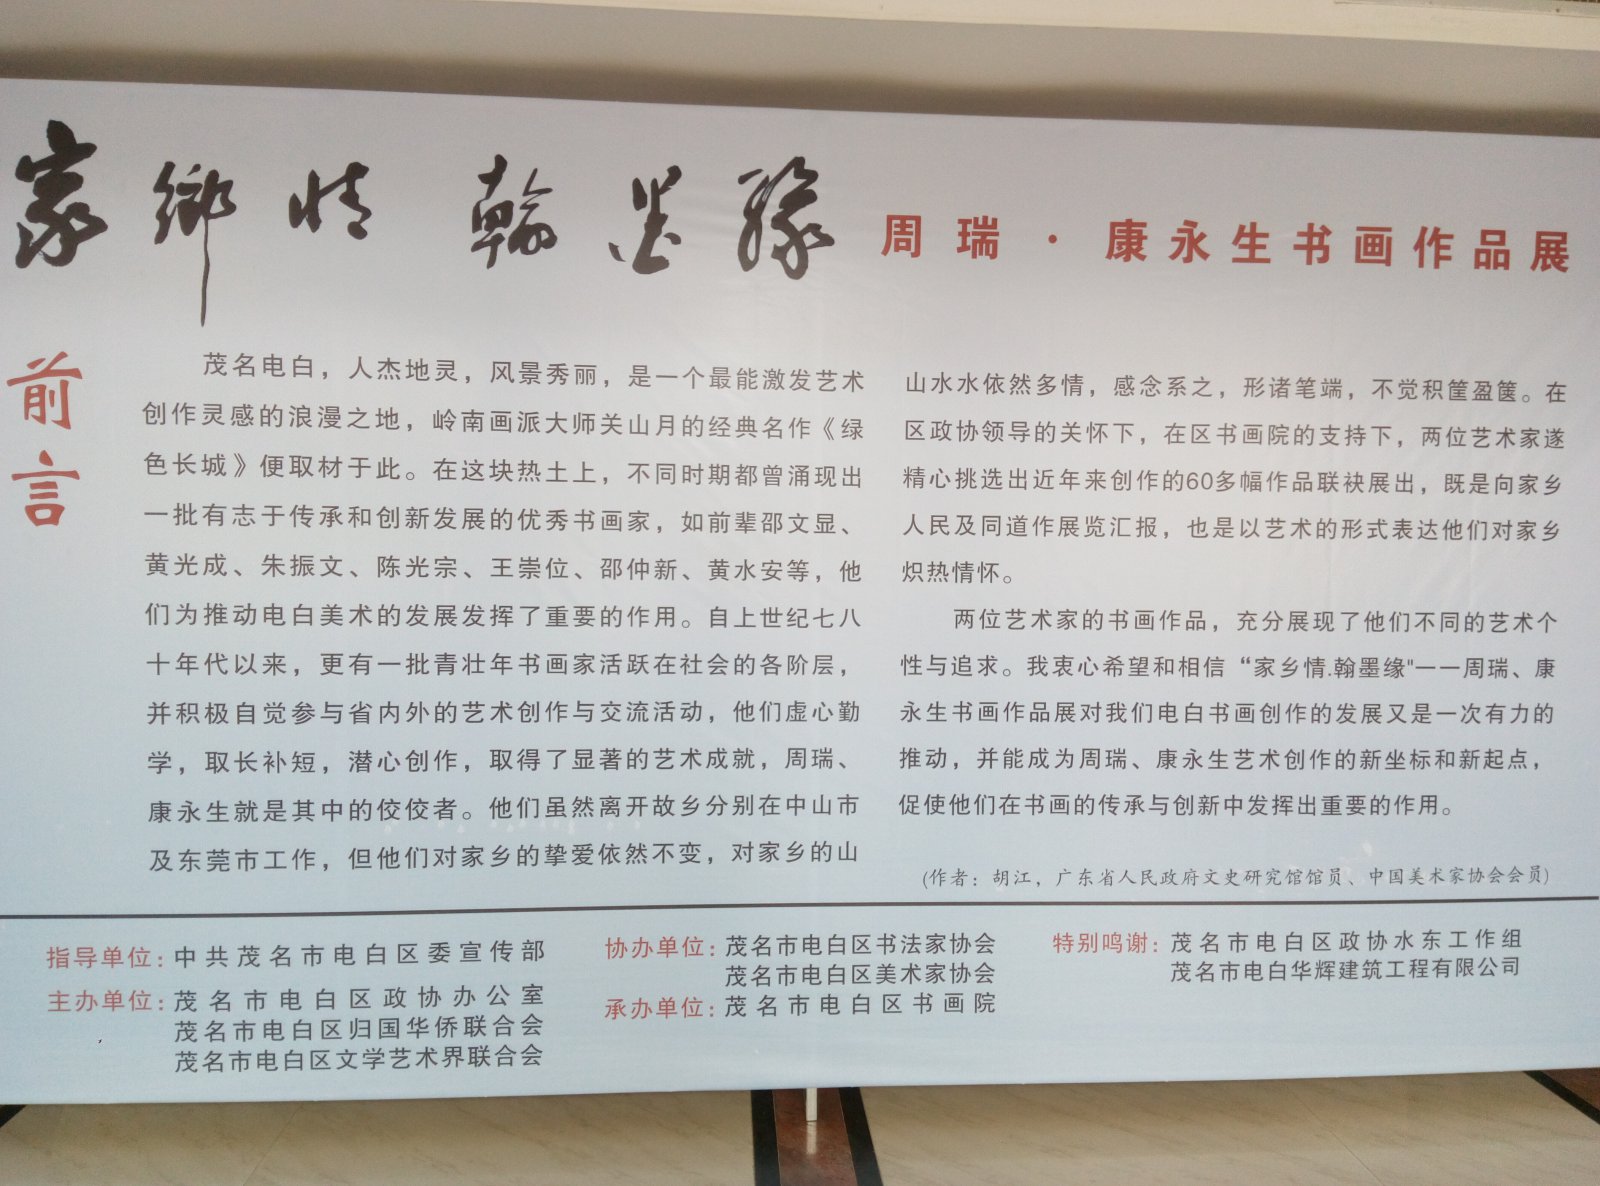 家鄉情 翰墨緣 周瑞·康永生书画作品展
前言
茂名电白，人杰地灵，风景秀丽，是一个最能激发艺术
创作灵感的浪漫之地，岭南画派大师关山月的经典名作《绿
色长城》便取材于此。在这块热土上，不同时期都曾涌现出
一批有志于传承和创新发展的优秀书画家，如前辈邵文显、
黄光成、朱振文、陈光宗、王崇位、邵仲新、黄水安等，他
们为推动电白美术的发展发挥了重要的作用。自上世纪七八
十年代以来，更有一批青壮年书画家活跃在社会的各阶层，
并积极自觉参与省内外的艺术创作与交流活动，他们虚心勤
学，取长补短，潜心创作，取得了显著的艺术成就，周瑞、
康永生就是其中的佼佼者。他们虽然离开故乡分别在中山市
及东莞市工作，但他们对家乡的挚爱依然不变，对家乡的山
山水水依然多情，感念系之，形诸笔端，不觉积筐盈箧。在
区政协领导的关怀下，在区书画院的支持下，两位艺术家遂
精心挑选出近年来创作的60多幅作品联袂展出，既是向家乡
人民及同道作展览汇报，也是以艺术的形式表达他们对家乡
炽热情怀。
两位艺术家的书画作品，充分展现了他们不同的艺术个
性与追求。我衷心希望和相信“家乡情.翰墨缘"一一周瑞、康
永生书画作品展对我们电白书画创作的发展又是一次有力的
推动，并能成为周瑞、康永生艺术创作的新坐标和新起点，
促使他们在书画的传承与创新中发挥出重要的作用。
(作者：胡江，广东省人民政府文史研究馆馆员、中国美术家协会会员)
指导单位：中共茂名市电白区委宣传部
主办单位：茂名市电白区政协办公室
茂名市电白区归国华侨联合会
茂名市电白区文学艺术界联合会
协办单位：茂名市电白区书法家协会
茂名市电白区美术家协会
承办单位：茂名市电白区书画院
特别鸣谢：茂名市电白区政协水东工作组
茂名市电白华辉建筑工程有限公司